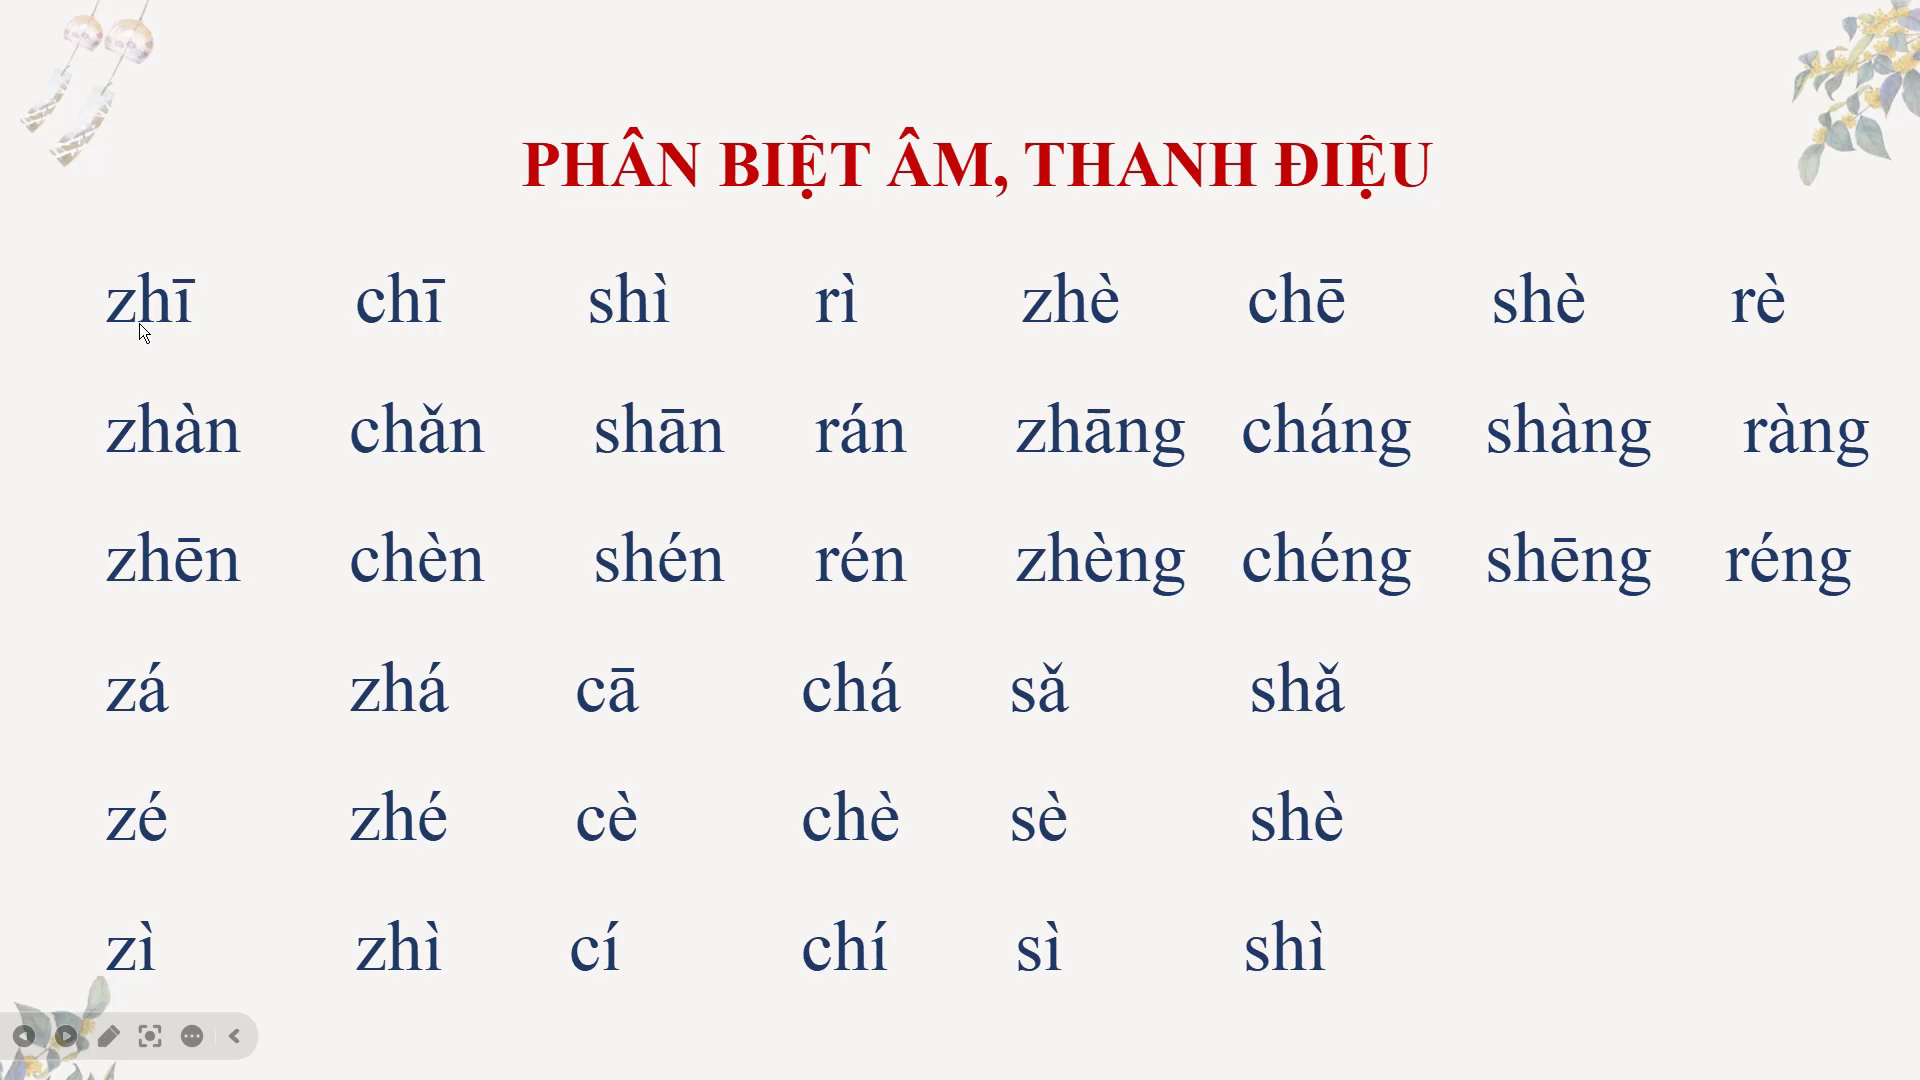 PHÂN BIỆT ÂM, THANH ĐIỆU
zhī chī shì rì zhè chē shè rè
zhàn chǎn shān rán zhāng cháng shàng ràng
zhēn chèn shén rén zhèng chéng shēng réng
zá zhá cā chá sǎ shǎ
zé zhé cè chè sè shè
zì zhì cí chí sì shì